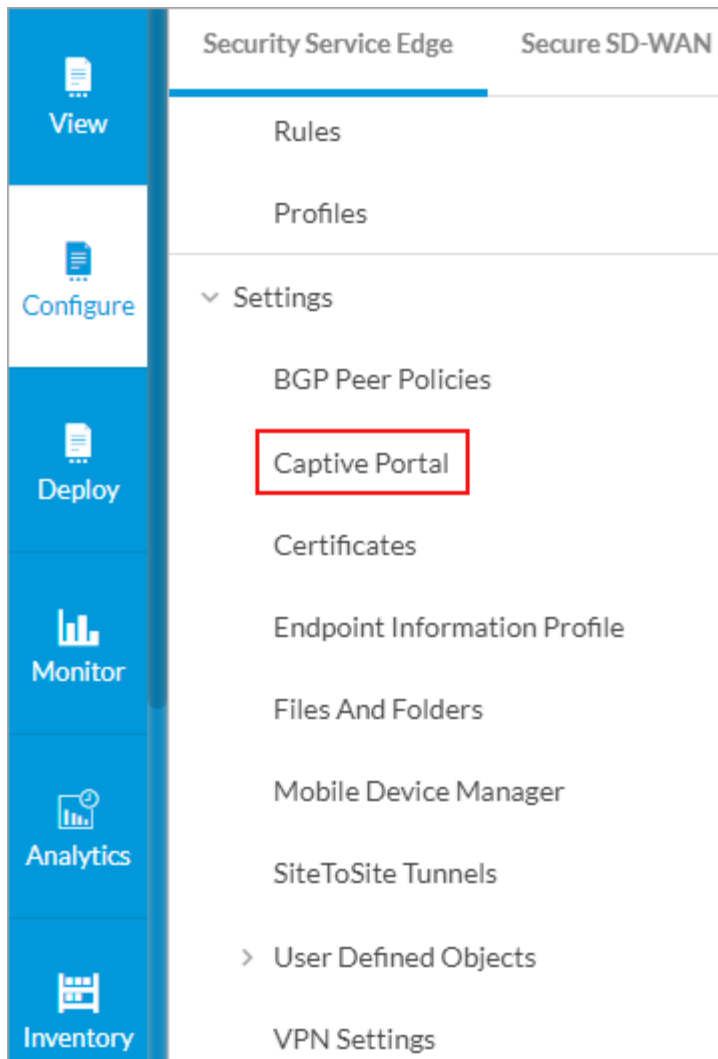 Security Service Edge
Secure SD-WAN
View
Configure
Deploy
Monitor
Analytics
Inventory
Rules
Profiles
Settings
BGP Peer Policies
Captive Portal
Certificates
Endpoint Information Profile
Files And Folders
Mobile Device Manager
SiteToSite Tunnels
User Defined Objects
VPN Settings